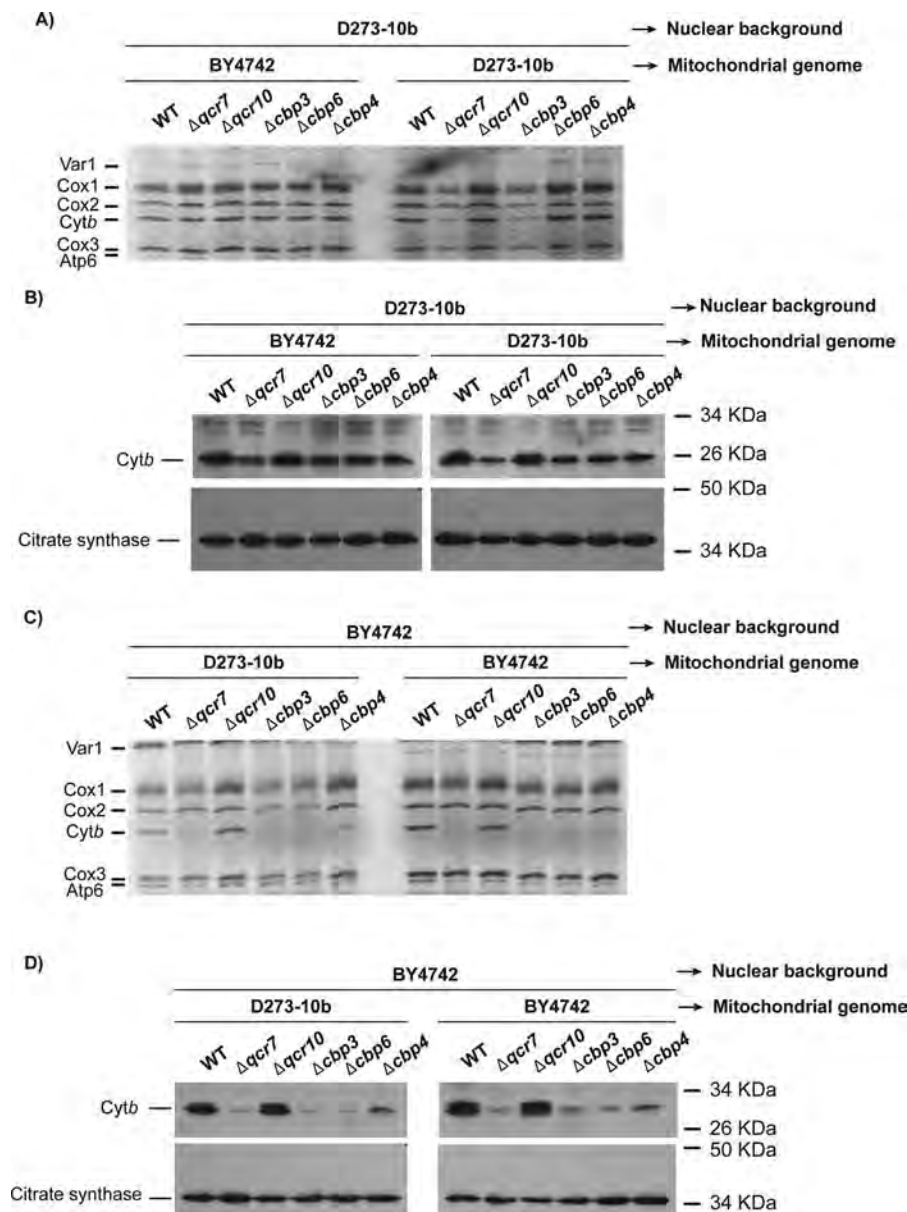 A)
D273-10b → Nuclear background
BY4742 D273-10b → Mitochondrial genome
WT Δqcr7 Δqcr10 Δcbp3 Δcbp6 Δcbp4 WT Δqcr7 Δqcr10 Δcbp3 Δcbp6 Δcbp4
Var1
Cox1
Cox2
Cytb
Cox3
Atp6
B)
D273-10b → Nuclear background
BY4742 D273-10b → Mitochondrial genome
WT Δqcr7 Δqcr10 Δcbp3 Δcbp6 Δcbp4 WT Δqcr7 Δqcr10 Δcbp3 Δcbp6 Δcbp4
34 KDa
Cytb 26 KDa
50 KDa
Citrate synthase
34 KDa
C)
BY4742 → Nuclear background
D273-10b BY4742 → Mitochondrial genome
WT Δqcr7 Δqcr10 Δcbp3 Δcbp6 Δcbp4 WT Δqcr7 Δqcr10 Δcbp3 Δcbp6 Δcbp4
Var1
Cox1
Cox2
Cytb
Cox3
Atp6
D)
BY4742 → Nuclear background
D273-10b BY4742 → Mitochondrial genome
WT Δqcr7 Δqcr10 Δcbp3 Δcbp6 Δcbp4 WT Δqcr7 Δqcr10 Δcbp3 Δcbp6 Δcbp4
34 KDa
Cytb
26 KDa
50 KDa
Citrate synthase 34 KDa